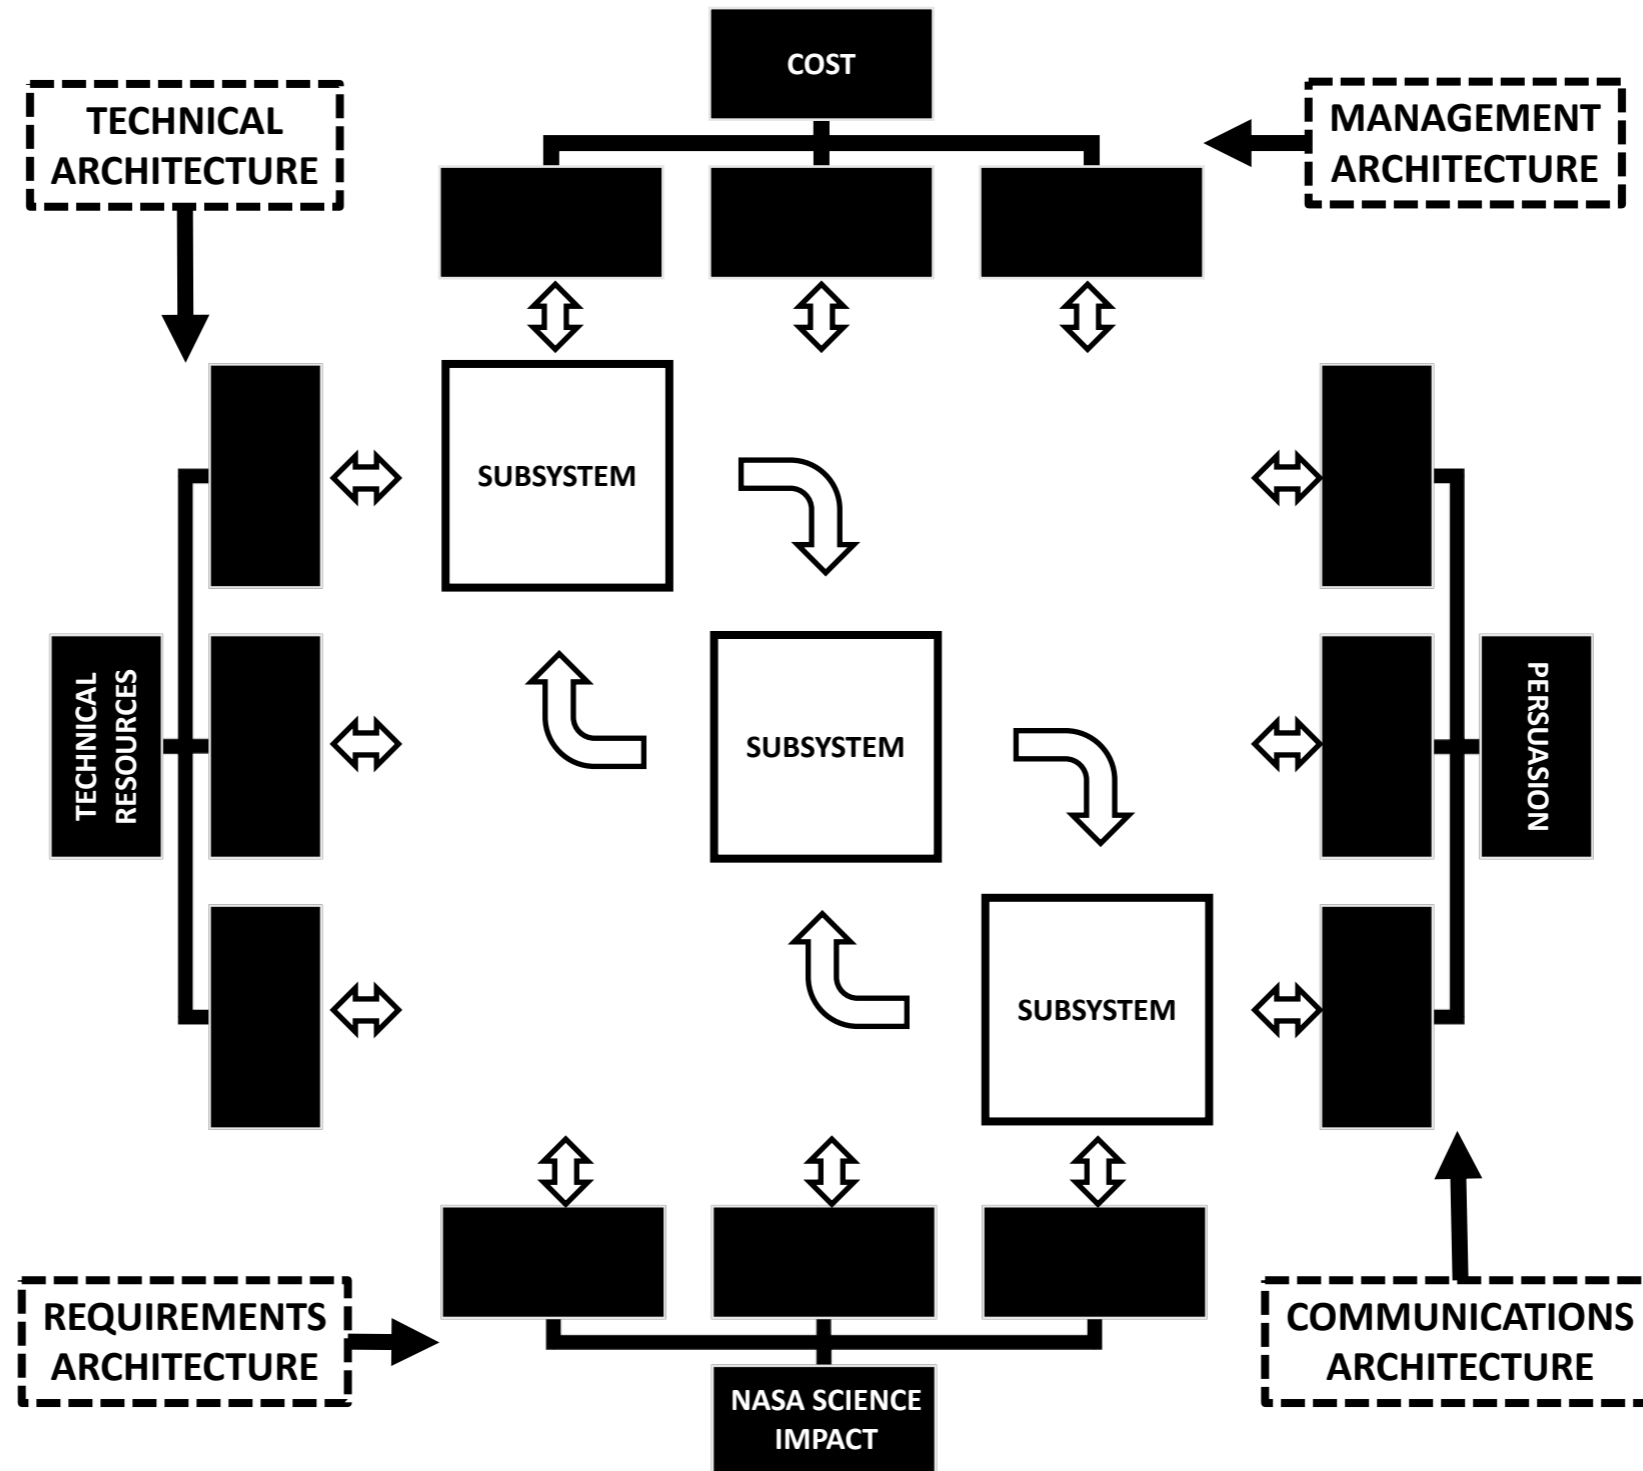 COST
TECHNICAL
ARCHITECTURE
MANAGEMENT
ARCHITECTURE
SUBSYSTEM
TECHNICAL
RESOURCES
SUBSYSTEM
PERSUASION
SUBSYSTEM
REQUIREMENTS
ARCHITECTURE
COMMUNICATIONS
ARCHITECTURE
NASA SCIENCE
IMPACT